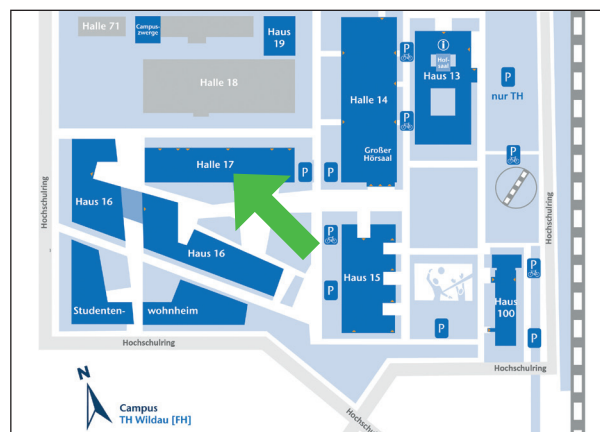 Halle 71
Campus-
zwerge
Haus
19
Haus 13
Hof-
saal
P
nur TH
Halle 18
Halle 14
Großer
Hörsaal
Halle 17
P
P
P
P
P
Haus 16
Haus 16
Haus 15
P
P
P
Haus
100
P
P
Studenten-
wohnheim
Hochschulring
Hochschulring
Hochschulring
Hochschulring
Hochschulring
N
Campus
TH Wildau [FH]